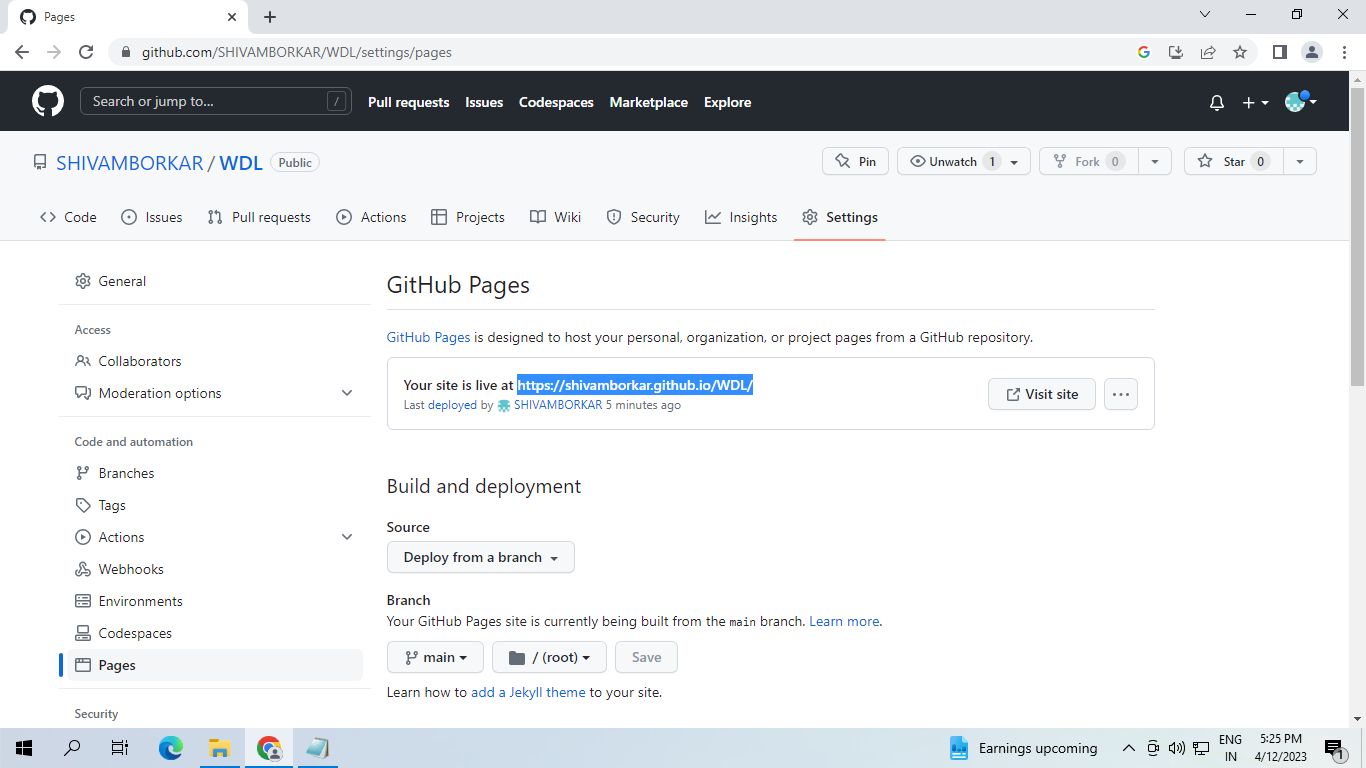 Pages
github.com/SHIVAMBORKAR/WDL/settings/pages
Search or jump to... /
Pull requests Issues Codespaces Marketplace Explore
SHIVAMBORKAR / WDL Public
Pin Unwatch 1 Fork 0 Star 0
Code Issues Pull requests Actions Projects Wiki Security Insights Settings
General
Access
Collaborators
Moderation options
Code and automation
Branches
Tags
Actions
Webhooks
Environments
Codespaces
Pages
Security
GitHub Pages
GitHub Pages is designed to host your personal, organization, or project pages from a GitHub repository.
Your site is live at https://shivamborkar.github.io/WDL/
Last deployed by SHIVAMBORKAR 5 minutes ago
Visit site
Build and deployment
Source
Deploy from a branch
Branch
Your GitHub Pages site is currently being built from the main branch. Learn more.
main / (root) Save
Learn how to add a Jekyll theme to your site.
Earnings upcoming
ENG
IN
5:25 PM
4/12/2023
1